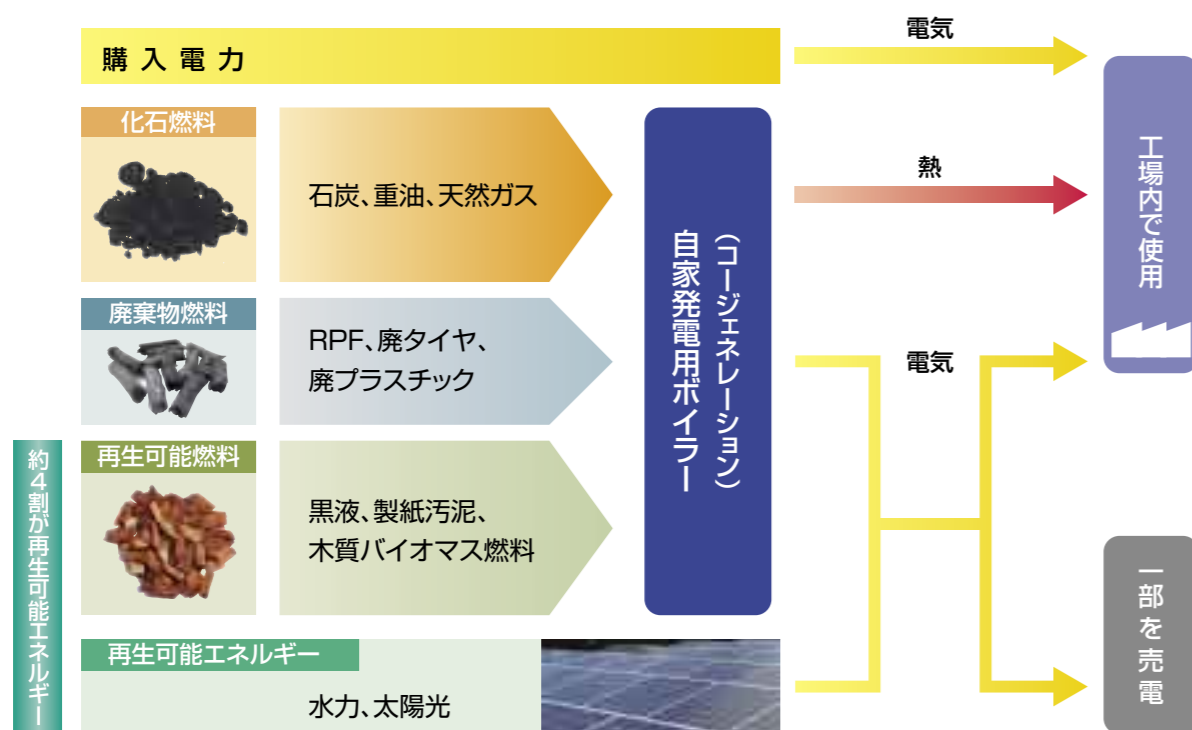 購入電力
電気
化石燃料
石炭、重油、天然ガス
熱
廃棄物燃料
RPF、廃タイヤ、
廃プラスチック
再生可能燃料
黒液、製紙汚泥、
木質バイオマス燃料
自家発電用ボイラー
（コージェネレーション）
電気
工場内で使用
一部を売電
約4割が再生可能エネルギー
再生可能エネルギー
水力、太陽光